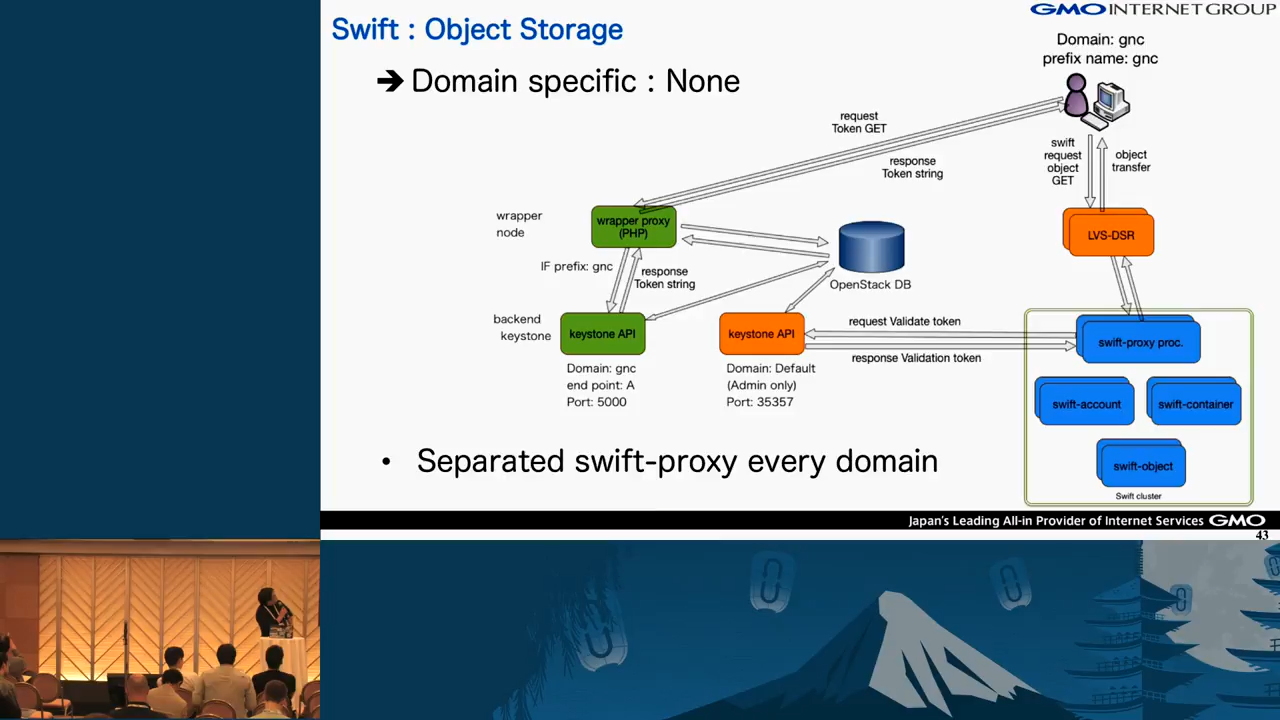 Swift : Object Storage
GMO INTERNET GROUP
➔ Domain specific : None
Domain: gnc
prefix name: gnc
request
Token GET
response
Token string
swift
request
object
GET
object
transfer
wrapper
node
wrapper proxy
(PHP)
LVS-DSR
IF prefix: gnc
response
Token string
OpenStack DB
backend
keystone
keystone API
keystone API
request Validate token
response Validation token
swift-proxy proc.
Domain: gnc
end point: A
Port: 5000
Domain: Default
(Admin only)
Port: 35357
swift-account
swift-container
swift-object
Swift cluster
• Separated swift-proxy every domain
Japan's Leading All-in Provider of Internet Services GMO
43